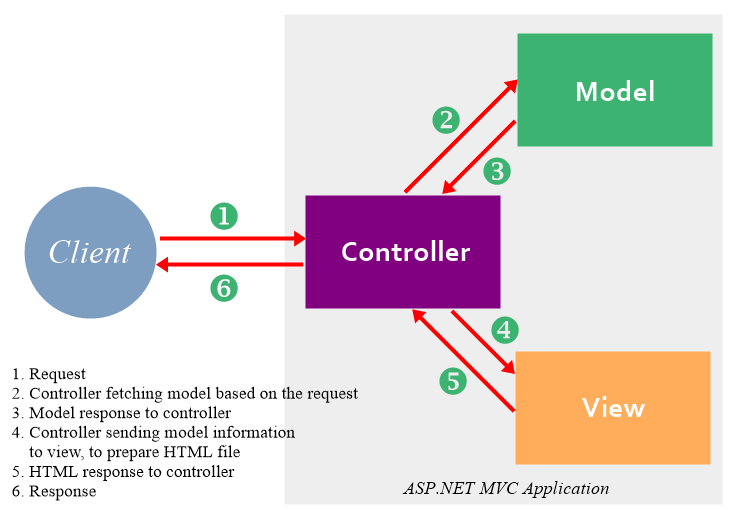 Model
2
3
1
Client
Controller
6
4
5
View
1. Request
2. Controller fetching model based on the request
3. Model response to controller
4. Controller sending model information
to view, to prepare HTML file
5. HTML response to controller
6. Response
ASP.NET MVC Application